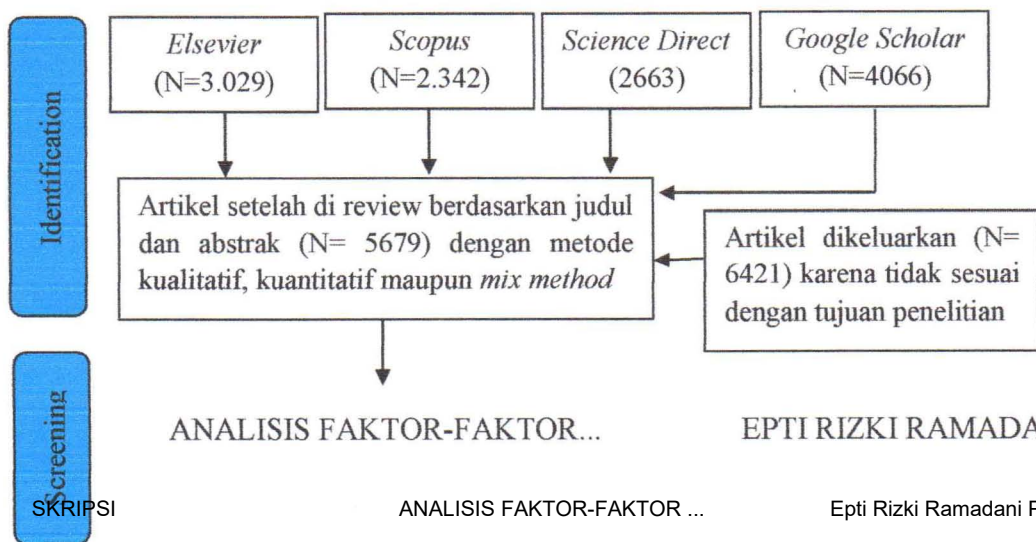 Identification
Elsevier
(N=3.029)
Scopus
(N=2.342)
Science Direct
(2663)
Google Scholar
(N=4066)
Artikel setelah di review berdasarkan judul
dan abstrak (N= 5679) dengan metode
kualitatif, kuantitatif maupun mix method
Artikel dikeluarkan (N=
6421) karena tidak sesuai
dengan tujuan penelitian
Screening
ANALISIS FAKTOR-FAKTOR...
EPTI RIZKI RAMADA
SKRIPSI
ANALISIS FAKTOR-FAKTOR ...
Epti Rizki Ramadani P